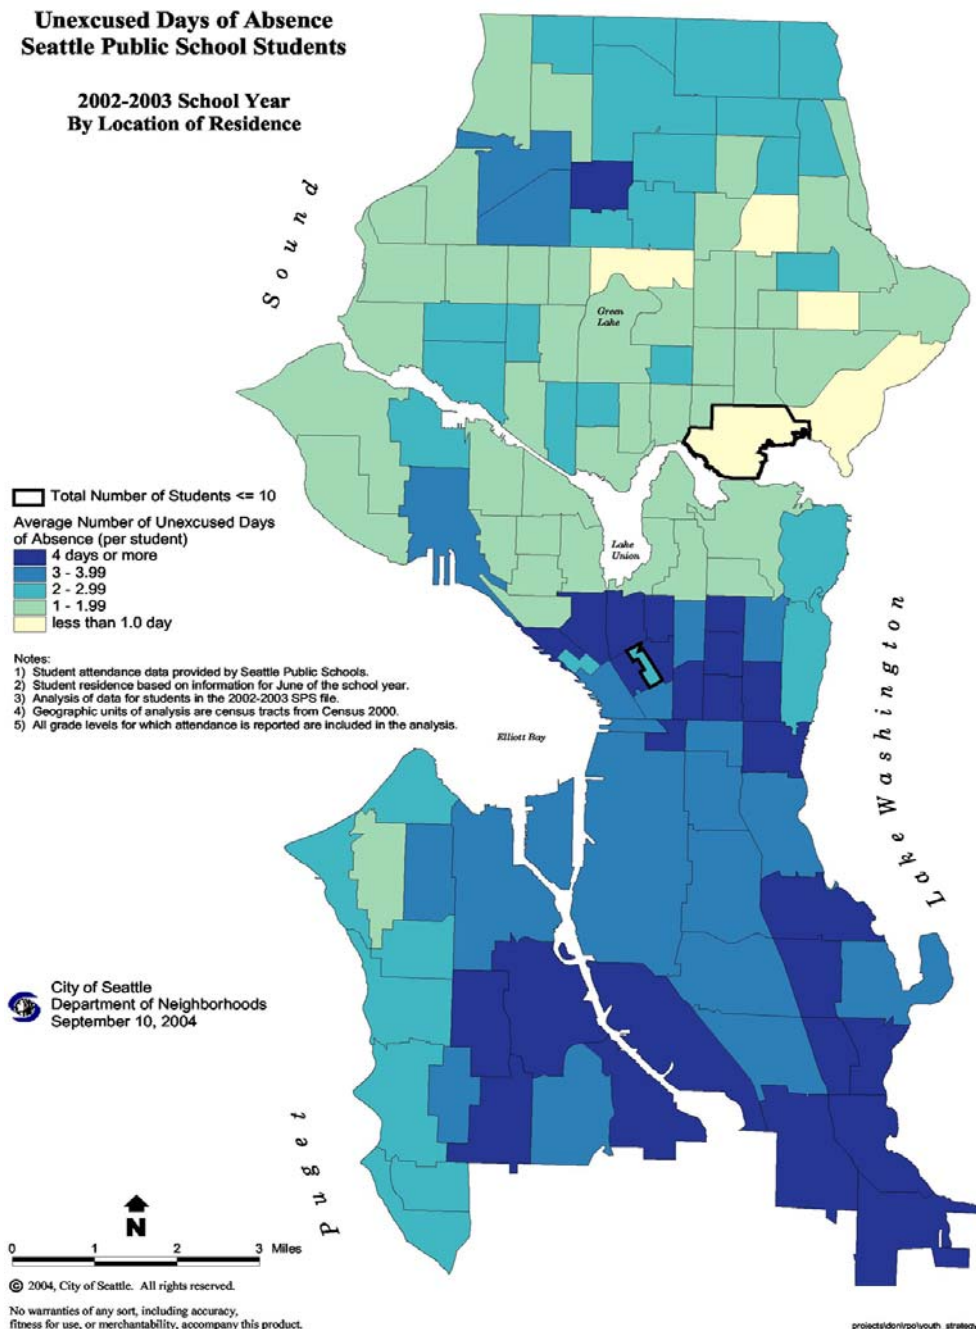 Unexcused Days of Absence
Seattle Public School Students
2002-2003 School Year
By Location of Residence
Sound
Green
Lake
Total Number of Students <= 10
Average Number of Unexcused Days
of Absence (per student)
4 days or more
3 - 3.99
2 - 2.99
1 - 1.99
less than 1.0 day
Lake
Union
Notes:
1) Student attendance data provided by Seattle Public Schools.
2) Student residence based on information for June of the school year.
3) Analysis of data for students in the 2002-2003 SPS file.
4) Geographic units of analysis are census tracts from Census 2000.
5) All grade levels for which attendance is reported are included in the analysis.
Elliott Bay
Lake Washington
City of Seattle
Department of Neighborhoods
September 10, 2004
Puget
N
0 1 2 3 Miles
© 2004, City of Seattle. All rights reserved.
No warranties of any sort, including accuracy,
fitness for use, or merchantability, accompany this product.